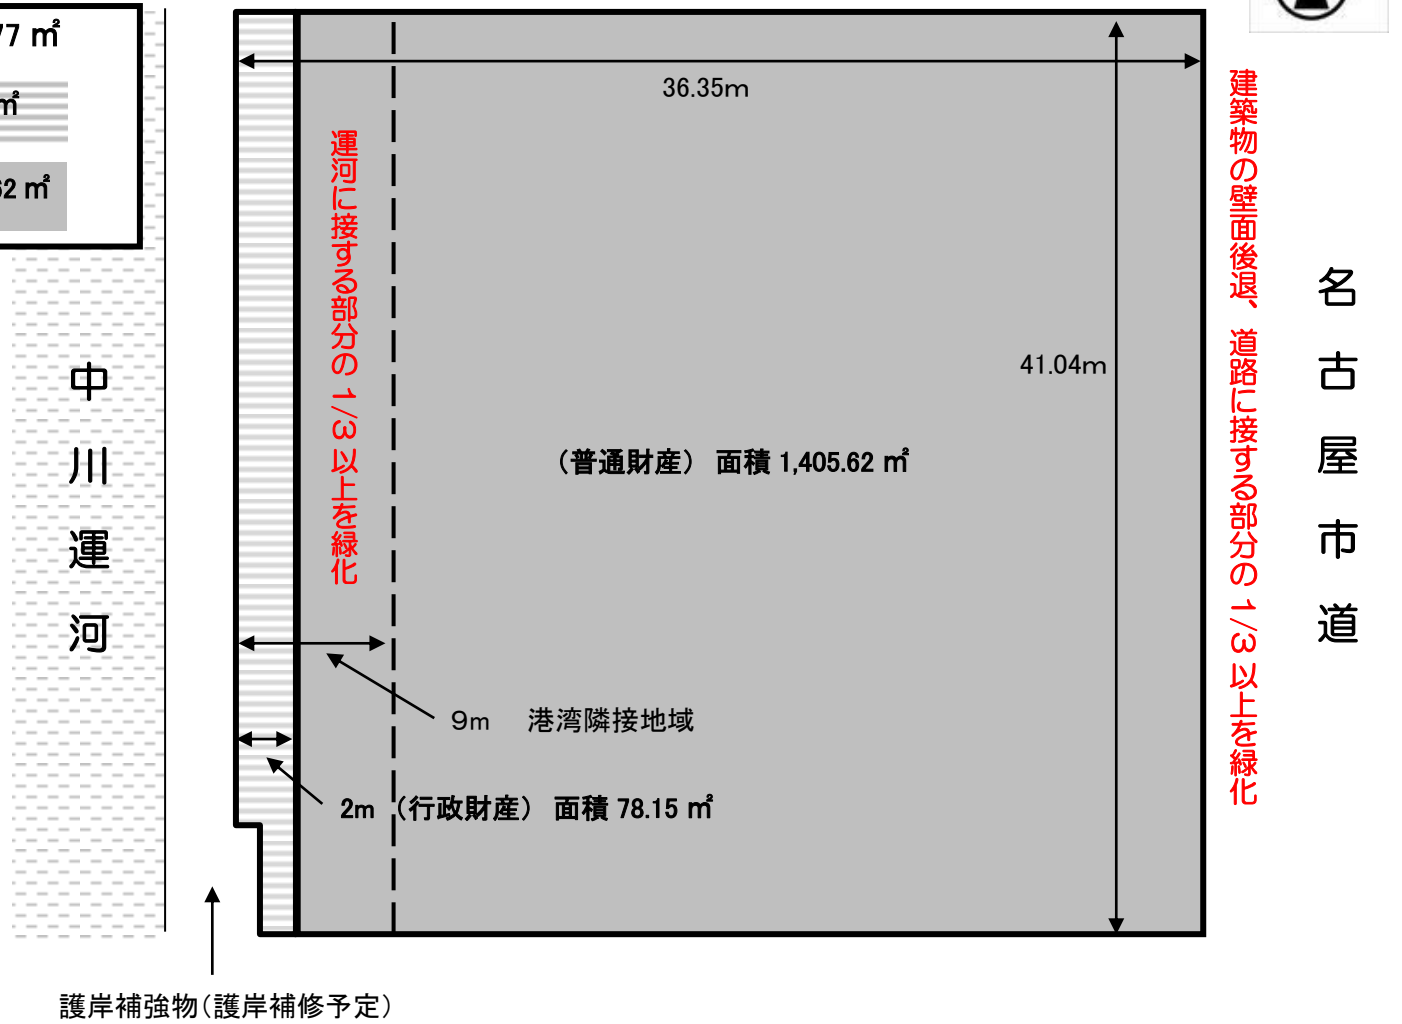 77 ㎡
㎡
62 ㎡
36.35m
運河に接する部分の 1/3 以上を緑化
建築物の壁面後退、道路に接する部分の 1/3 以上を緑化
41.04m
名古屋市道
中川運河
（普通財産） 面積 1,405.62 ㎡
9m 港湾隣接地域
2m （行政財産） 面積 78.15 ㎡
護岸補強物(護岸補修予定)